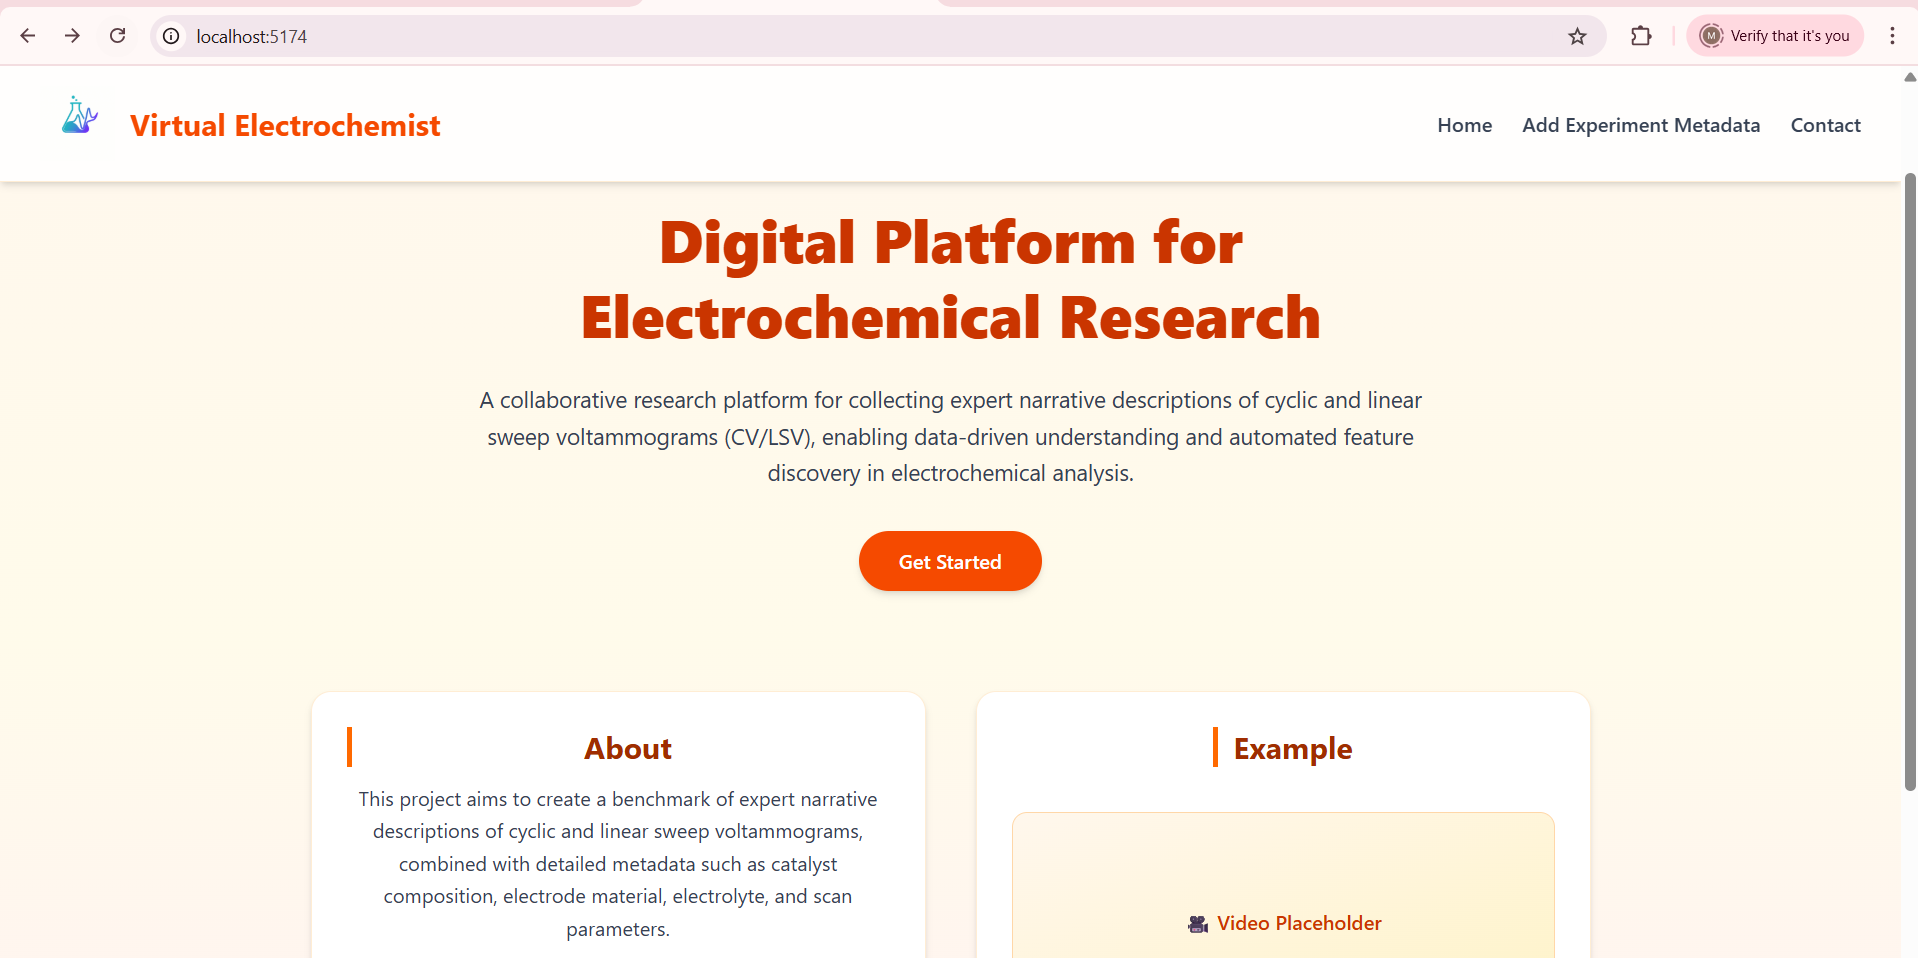 localhost:5174
M
Verify that it's you
Virtual Electrochemist
Home
Add Experiment Metadata
Contact
Digital Platform for
Electrochemical Research
A collaborative research platform for collecting expert narrative descriptions of cyclic and linear
sweep voltammograms (CV/LSV), enabling data-driven understanding and automated feature
discovery in electrochemical analysis.
Get Started
About
This project aims to create a benchmark of expert narrative
descriptions of cyclic and linear sweep voltammograms,
combined with detailed metadata such as catalyst
composition, electrode material, electrolyte, and scan
parameters.
Example
Video Placeholder